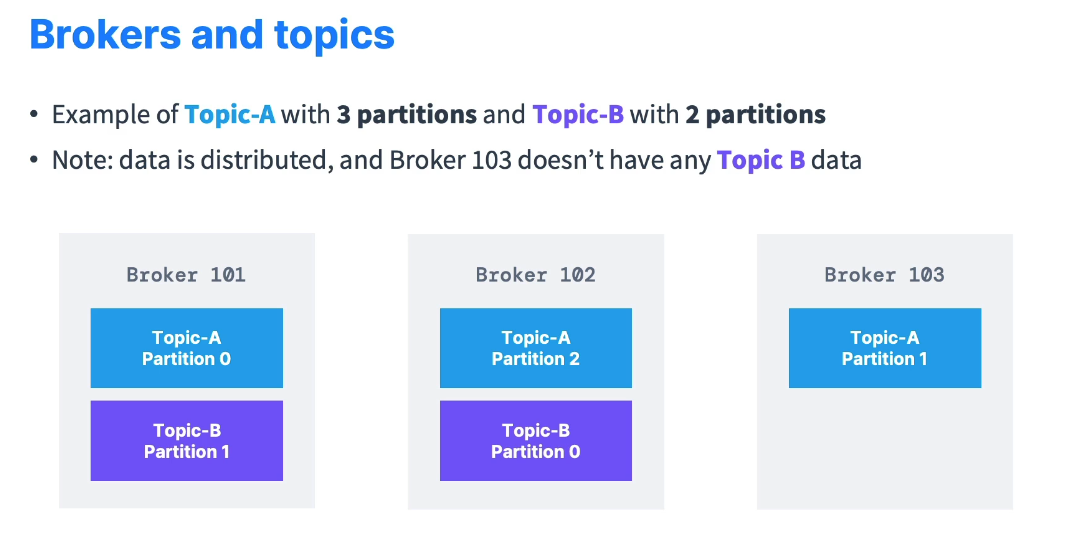 Brokers and topics
• Example of Topic-A with 3 partitions and Topic-B with 2 partitions
• Note: data is distributed, and Broker 103 doesn’t have any Topic B data
Broker 101
Topic-A
Partition 0
Topic-B
Partition 1
Broker 102
Topic-A
Partition 2
Topic-B
Partition 0
Broker 103
Topic-A
Partition 1